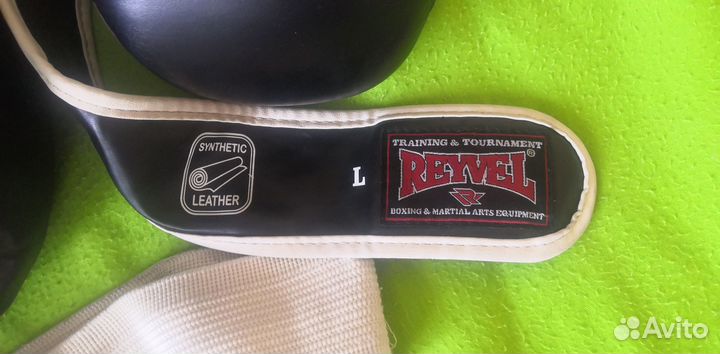 SYNTHETIC
LEATHER
L
TRAINING & TOURNAMENT
REYVEL®
BOXING & MARTIAL ARTS EQUIPMENT
Avito